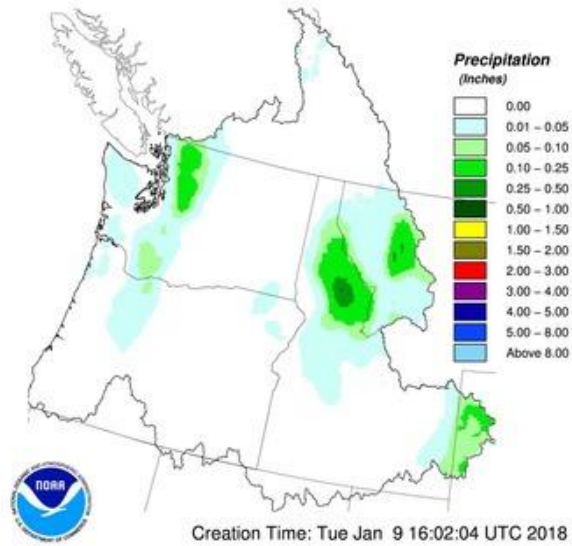 Precipitation
(Inches)
0.00
0.01 – 0.05
0.05 – 0.10
0.10 – 0.25
0.25 – 0.50
0.50 – 1.00
1.00 – 1.50
1.50 – 2.00
2.00 – 3.00
3.00 – 4.00
4.00 – 5.00
5.00 – 8.00
Above 8.00
NOAA
Creation Time: Tue Jan 9 16:02:04 UTC 2018